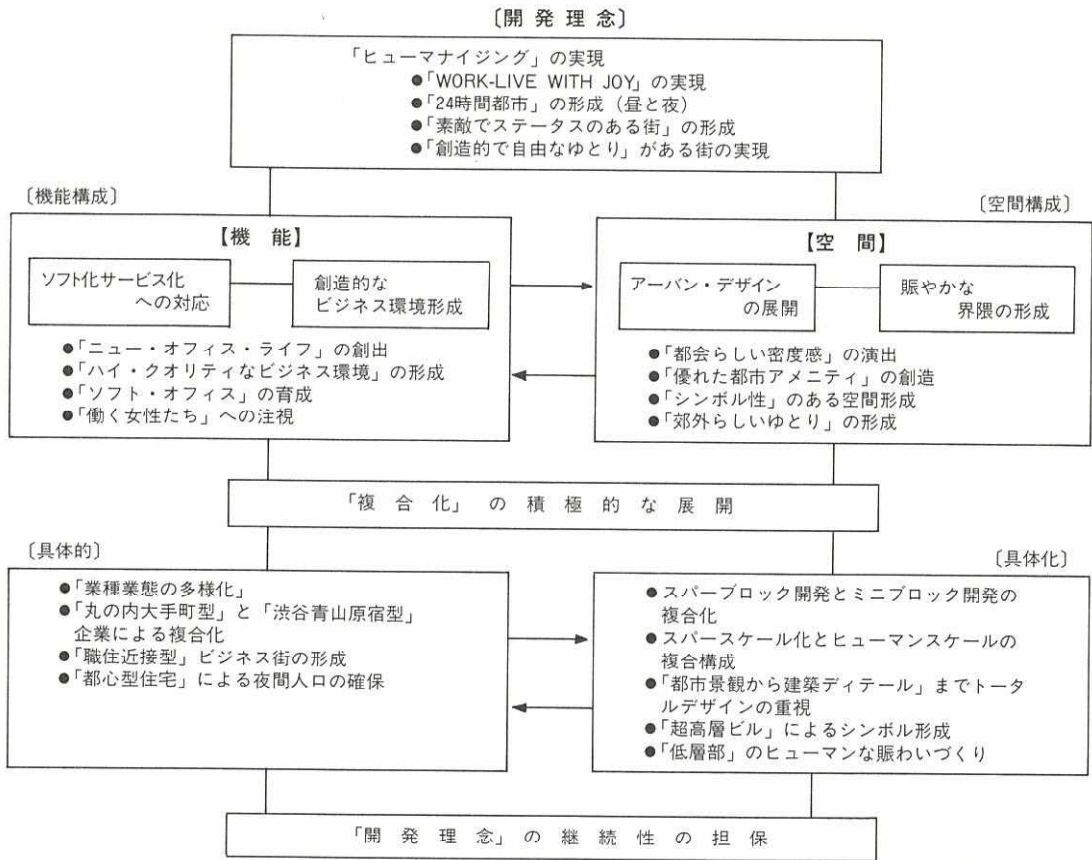 〔開発理念〕
「ヒューマナイジング」の実現
●「WORK-LIVE WITH JOY」の実現
●「24時間都市」の形成（昼と夜）
●「素敵でステータスのある街」の形成
●「創造的で自由なゆとり」がある街の実現
〔機能構成〕
【機 能】
ソフト化サービス化
への対応
創造的な
ビジネス環境形成
●「ニュー・オフィス・ライフ」の創出
●「ハイ・クオリティなビジネス環境」の形成
●「ソフト・オフィス」の育成
●「働く女性たち」への注視
〔空間構成〕
【空 間】
アーバン・デザイン
の展開
賑やかな
界隈の形成
●「都会らしい密度感」の演出
●「優れた都市アメニティ」の創造
●「シンボル性」のある空間形成
●「郊外らしいゆとり」の形成
「複合化」の積極的な展開
〔具体的〕
●「業種業態の多様化」
●「丸の内大手町型」と「渋谷青山原宿型」
企業による複合化
●「職住近接型」ビジネス街の形成
●「都心型住宅」による夜間人口の確保
〔具体化〕
●スパーブロック開発とミニブロック開発の
複合化
●スパースケール化とヒューマンスケールの
複合構成
●「都市景観から建築ディテール」までトータ
ルデザインの重視
●「超高層ビル」によるシンボル形成
●「低層部」のヒューマンな賑わいづくり
「開発理念」の継続性の担保